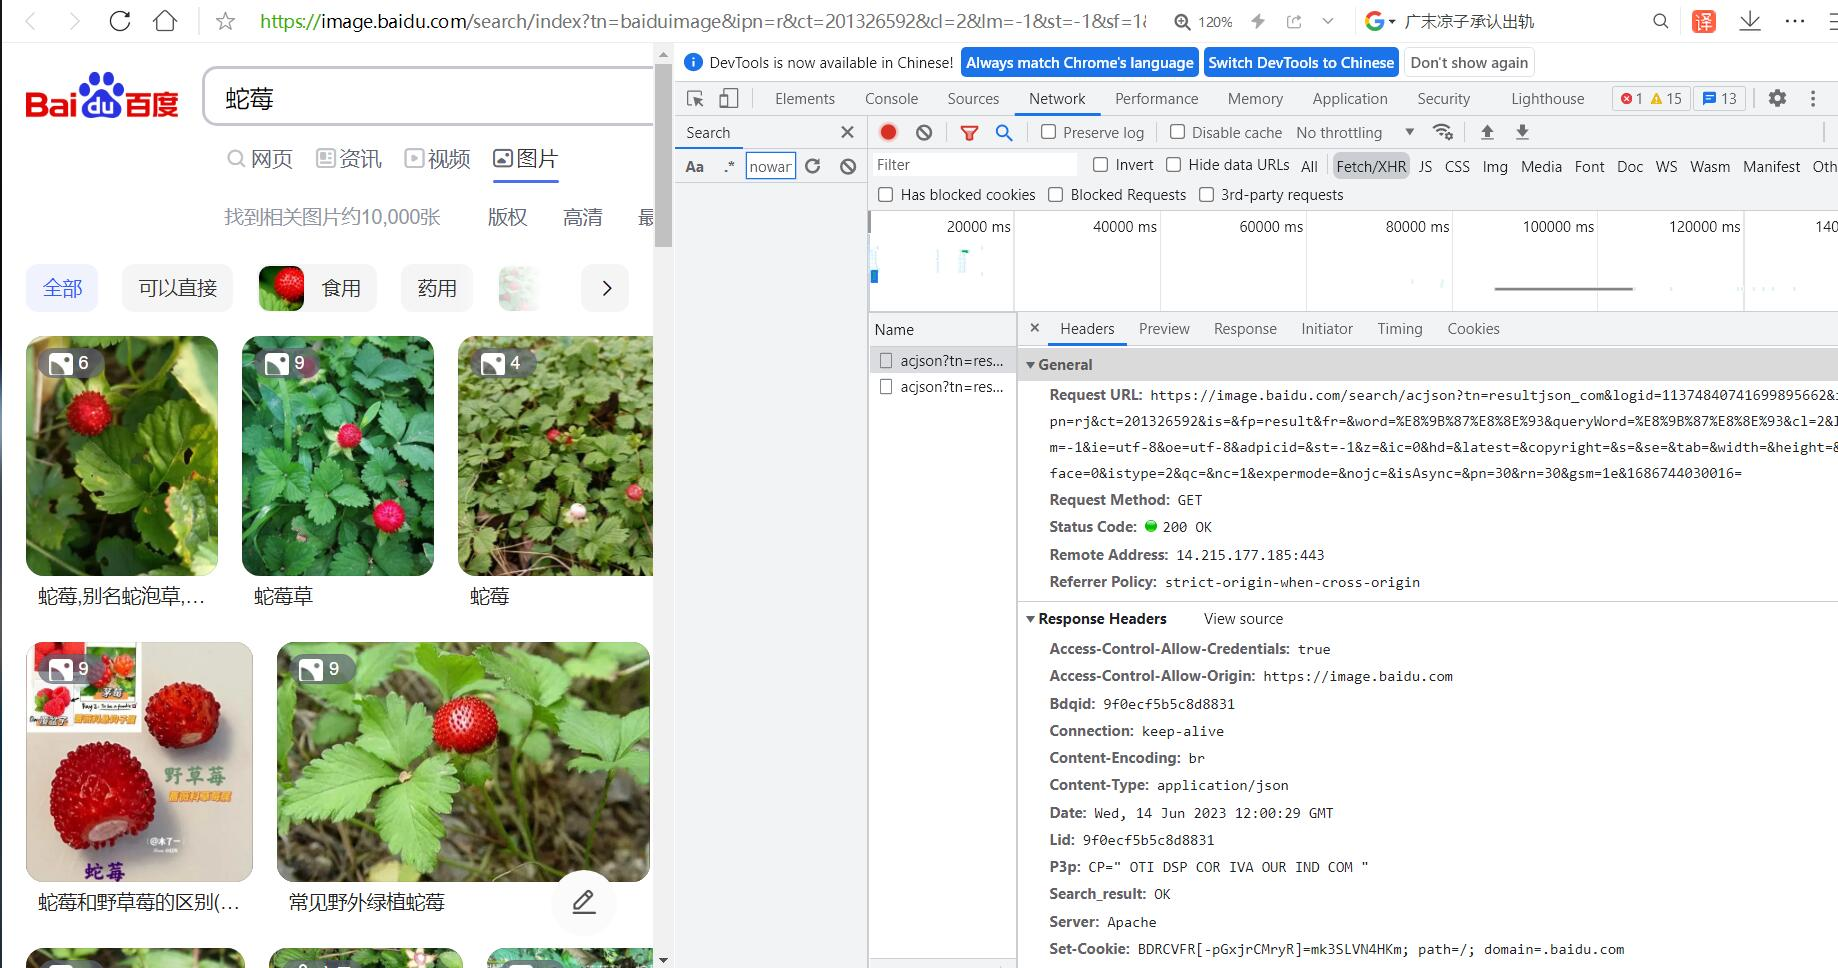 https://image.baidu.com/search/index?tn=baiduimage&ipn=r&ct=201326592&cl=2&lm=-1&st=-1&sf=1&
120%
广末凉子承认出轨
译
DevTools is now available in Chinese!
Always match Chrome's language
Switch DevTools to Chinese
Don't show again
Bai du 百度
蛇莓
网页
资讯
视频
图片
找到相关图片约10,000张
版权
高清
最
全部
可以直接
食用
药用
6
9
4
蛇莓,别名蛇泡草,...
蛇莓草
蛇莓
9
9
野草莓
蛇莓
蛇莓和野草莓的区别(...
常见野外绿植蛇莓
Elements
Console
Sources
Network
Performance
Memory
Application
Security
Lighthouse
1
15
13
Search
Preserve log
Disable cache
No throttling
Aa
.*
nowar
Filter
Invert
Hide data URLs
All
Fetch/XHR
JS
CSS
Img
Media
Font
Doc
WS
Wasm
Manifest
Oth
Has blocked cookies
Blocked Requests
3rd-party requests
20000 ms
40000 ms
60000 ms
80000 ms
100000 ms
120000 ms
140
Name
acjson?tn=res...
acjson?tn=res...
Headers
Preview
Response
Initiator
Timing
Cookies
General
Request URL: https://image.baidu.com/search/acjson?tn=resultjson_com&logid=11374840741699895662&i
pn=rj&ct=201326592&is=&fp=result&fr=&word=%E8%9B%87%E8%8E%93&queryWord=%E8%9B%87%E8%8E%93&cl=2&l
m=-1&ie=utf-8&oe=utf-8&adpicid=&st=-1&z=&ic=0&hd=&latest=&copyright=&s=&se=&tab=&width=&height=&
face=0&istype=2&qc=&nc=1&expermode=&nojc=&isAsync=&pn=30&rn=30&gsm=1e&1686744030016=
Request Method: GET
Status Code: 200 OK
Remote Address: 14.215.177.185:443
Referrer Policy: strict-origin-when-cross-origin
Response Headers
View source
Access-Control-Allow-Credentials: true
Access-Control-Allow-Origin: https://image.baidu.com
Bdqid: 9f0ecf5b5c8d8831
Connection: keep-alive
Content-Encoding: br
Content-Type: application/json
Date: Wed, 14 Jun 2023 12:00:29 GMT
Lid: 9f0ecf5b5c8d8831
P3p: CP=" OTI DSP COR IVA OUR IND COM "
Search_result: OK
Server: Apache
Set-Cookie: BDRCVFR[-pGxjrCMryR]=mk3SLVN4HKm; path=/; domain=.baidu.com